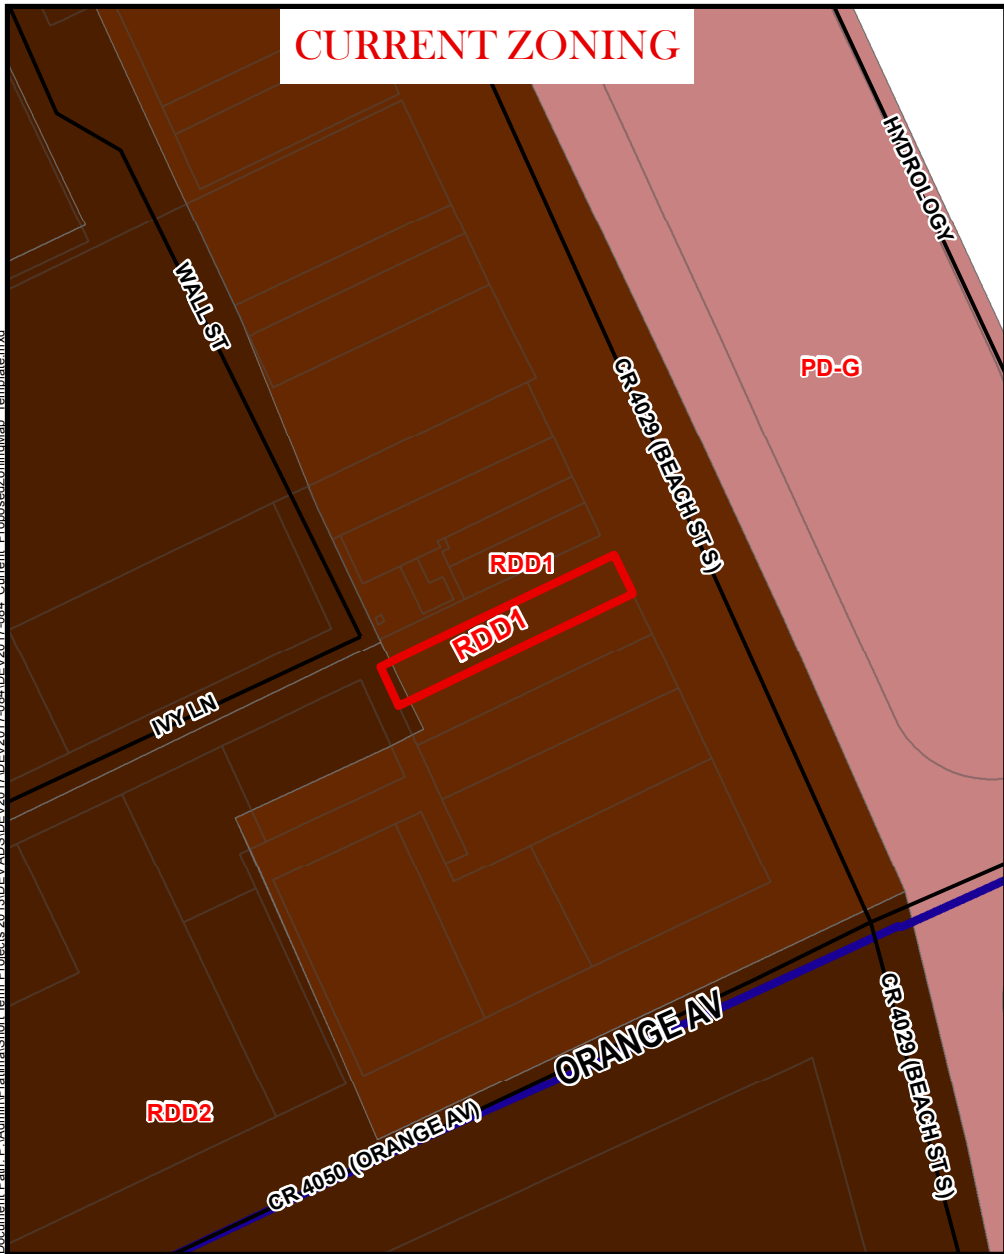 CURRENT ZONING
HYDROLOGY
WALL ST
PD-G
CR 4029 (BEACH ST S)
RDD1
RDD1
IVY LN
ORANGE AV
CR 4029 (BEACH ST S)
RDD2
CR 4050 (ORANGE AV)